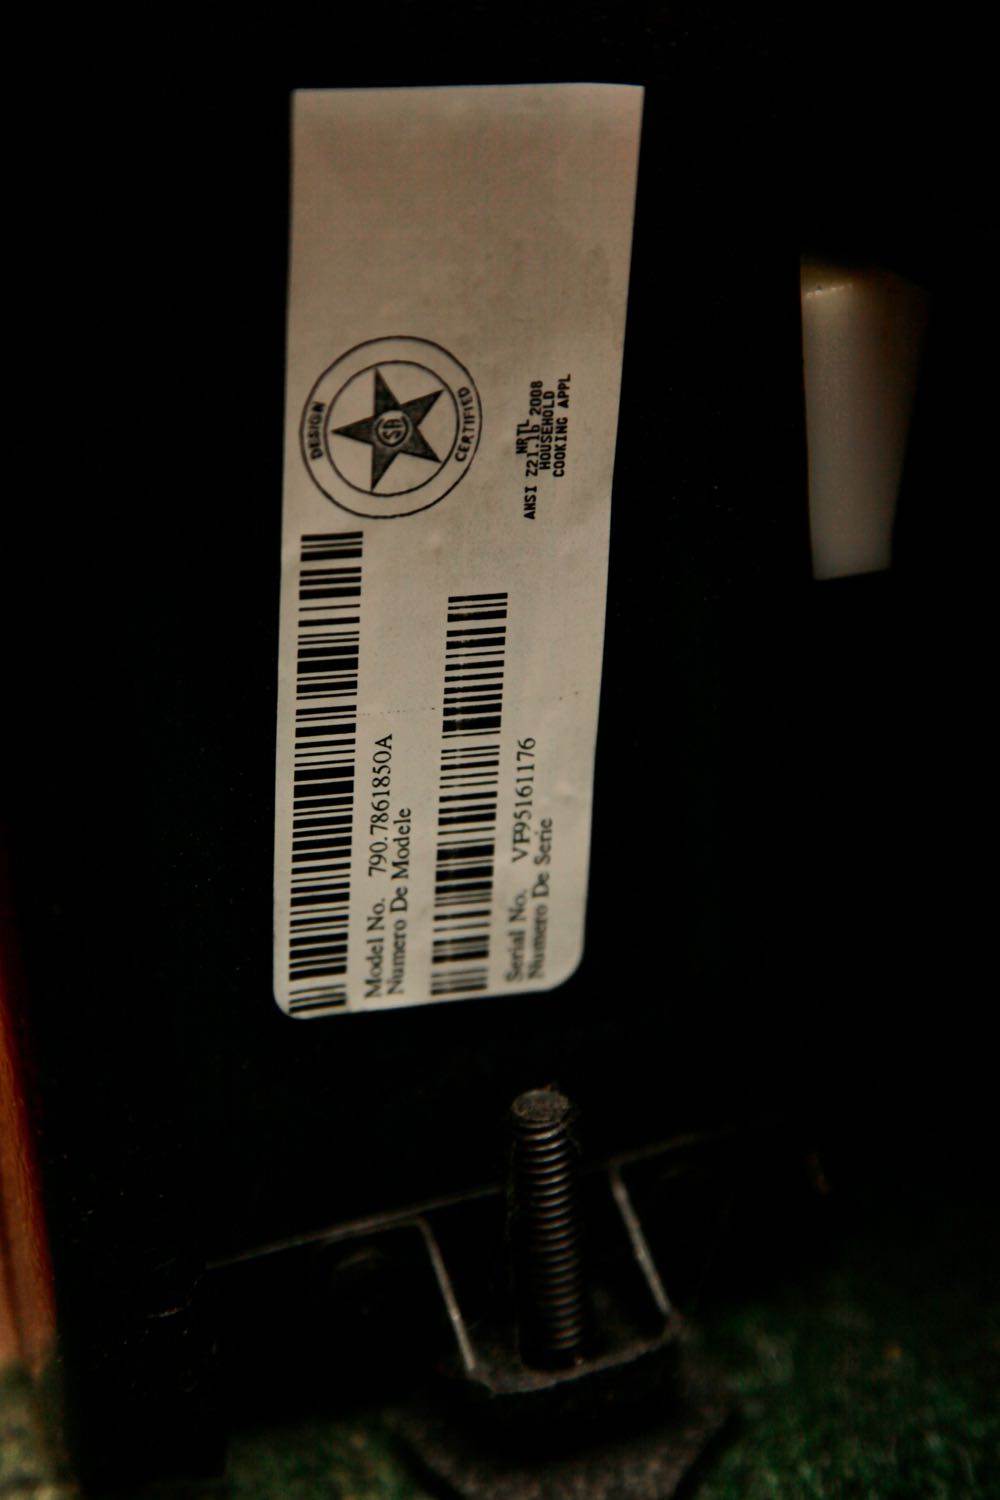 DESIGN
CSA
CERTIFIED
NRTL
ANSI Z21.1b 2008
HOUSEHOLD
COOKING APPL
Model No. 790.7861850A
Numero De Modele
Serial No. VF95161176
Numero De Serie